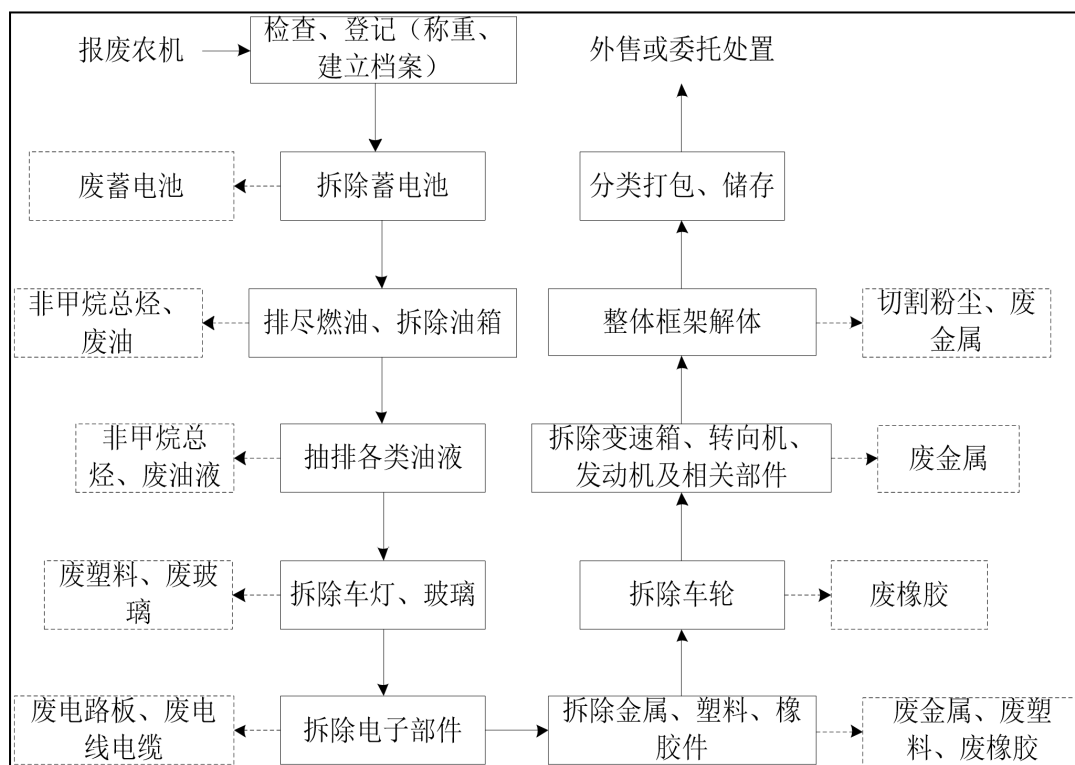 报废农机
检查、登记（称重、
建立档案）
外售或委托处置
废蓄电池
拆除蓄电池
分类打包、储存
非甲烷总烃、
废油
排尽燃油、拆除油箱
整体框架解体
切割粉尘、废
金属
非甲烷总
烃、废油液
抽排各类油液
拆除变速箱、转向机、
发动机及相关部件
废金属
废塑料、废玻
璃
拆除车灯、玻璃
拆除车轮
废橡胶
废电路板、废电
线电缆
拆除电子部件
拆除金属、塑料、橡
胶件
废金属、废塑
料、废橡胶